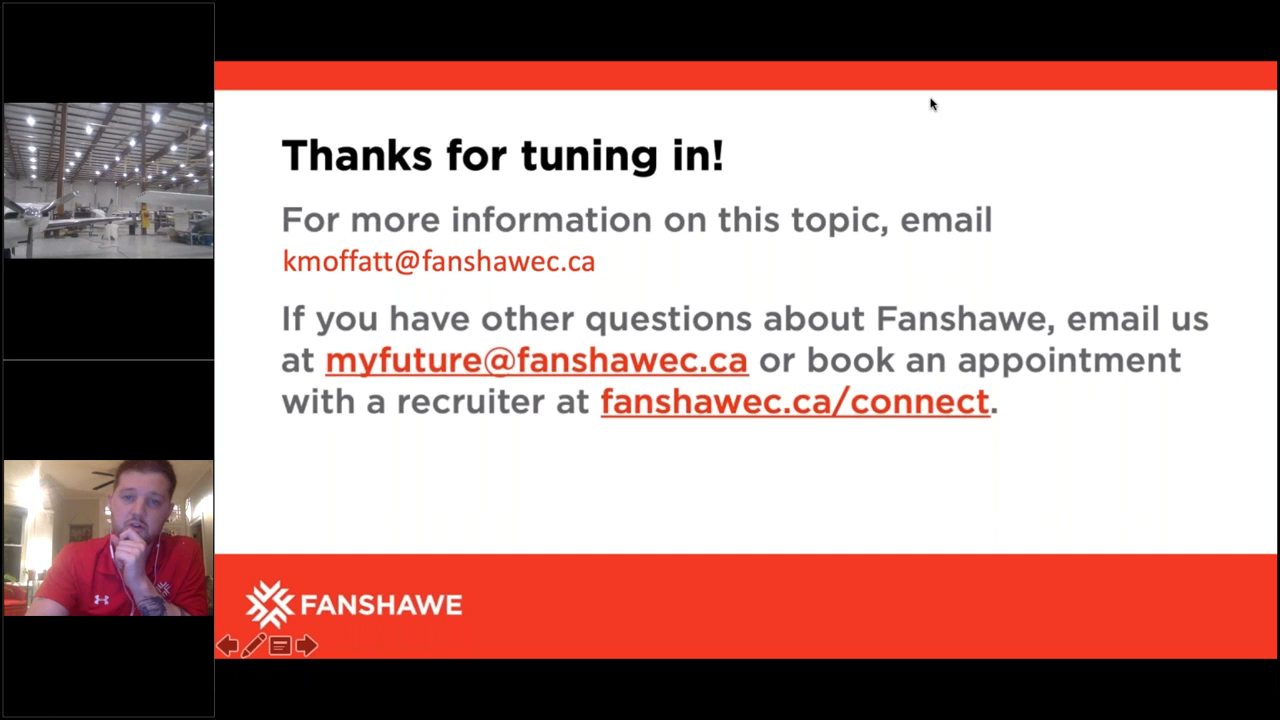 Thanks for tuning in!
For more information on this topic, email
kmoffatt@fanshawec.ca
If you have other questions about Fanshawe, email us
at myfuture@fanshawec.ca or book an appointment
with a recruiter at fanshawec.ca/connect.
FANSHAWE